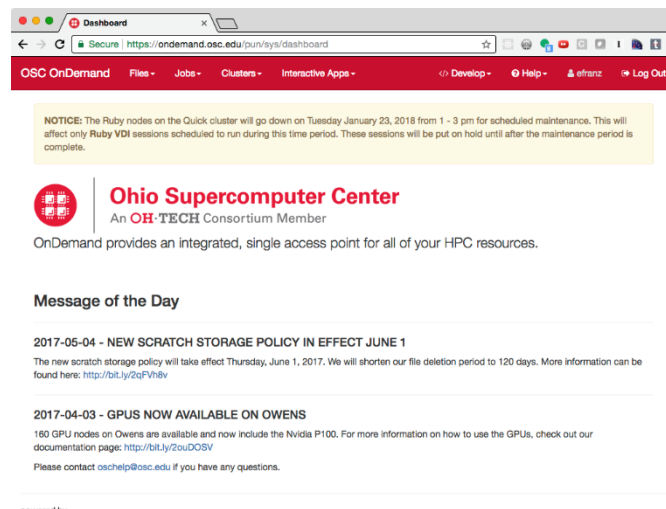 Dashboard
Secure | https://ondemand.osc.edu/pun/sys/dashboard
OSC OnDemand Files Jobs Clusters Interactive Apps </> Develop Help efranz Log Out
NOTICE: The Ruby nodes on the Quick cluster will go down on Tuesday January 23, 2018 from 1 - 3 pm for scheduled maintenance. This will
affect only Ruby VDI sessions scheduled to run during this time period. These sessions will be put on hold until after the maintenance period is
complete.
Ohio Supercomputer Center
An OH·TECH Consortium Member
OnDemand provides an integrated, single access point for all of your HPC resources.
Message of the Day
2017-05-04 - NEW SCRATCH STORAGE POLICY IN EFFECT JUNE 1
The new scratch storage policy will take effect Thursday, June 1, 2017. We will shorten our file deletion period to 120 days. More information can be
found here: http://bit.ly/2qFVh8v
2017-04-03 - GPUS NOW AVAILABLE ON OWENS
160 GPU nodes on Owens are available and now include the Nvidia P100. For more information on how to use the GPUs, check out our
documentation page: http://bit.ly/2ouDOSV
Please contact oschelp@osc.edu if you have any questions.